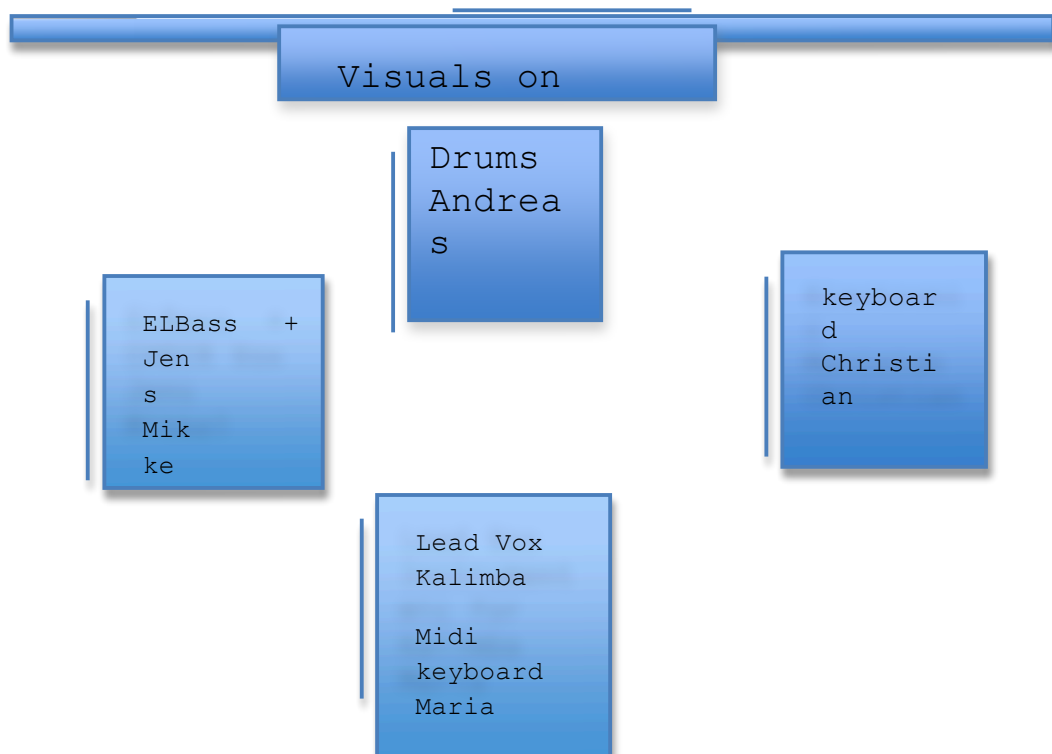 Visuals on
Drums
Andrea
s
ELBass +
Jen
s
Mik
ke
keyboar
d
Christi
an
Lead Vox
Kalimba
Midi
keyboard
Maria